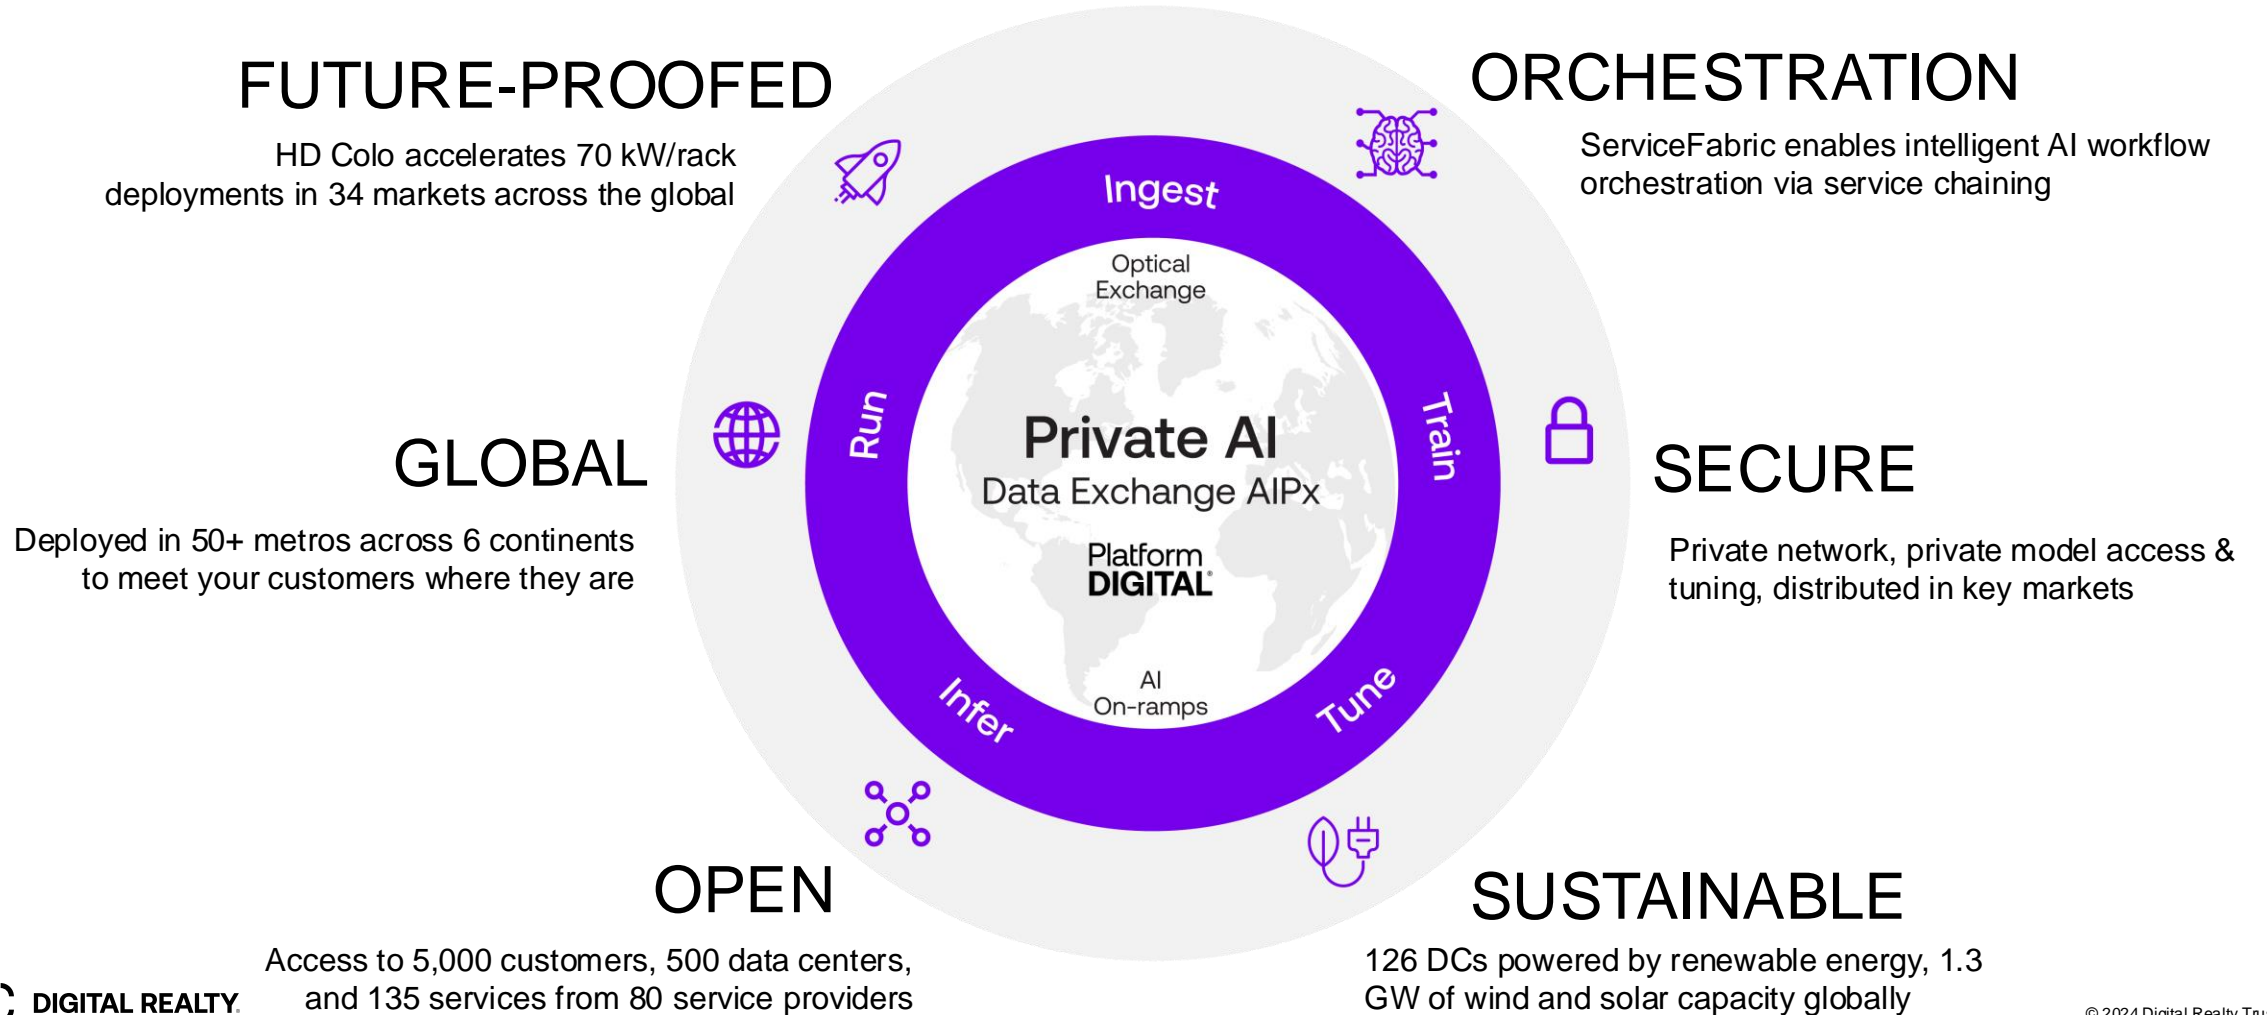 FUTURE-PROOFED
HD Colo accelerates 70 kW/rack
deployments in 34 markets across the global
ORCHESTRATION
ServiceFabric enables intelligent AI workflow
orchestration via service chaining
Ingest
Optical
Exchange
Run
Train
Private AI
Data Exchange AIPx
Platform
DIGITAL®
AI
On-ramps
Infer
Tune
GLOBAL
Deployed in 50+ metros across 6 continents
to meet your customers where they are
SECURE
Private network, private model access &
tuning, distributed in key markets
OPEN
Access to 5,000 customers, 500 data centers,
and 135 services from 80 service providers
SUSTAINABLE
126 DCs powered by renewable energy, 1.3
GW of wind and solar capacity globally
DIGITAL REALTY.
© 2024 Digital Realty Tru